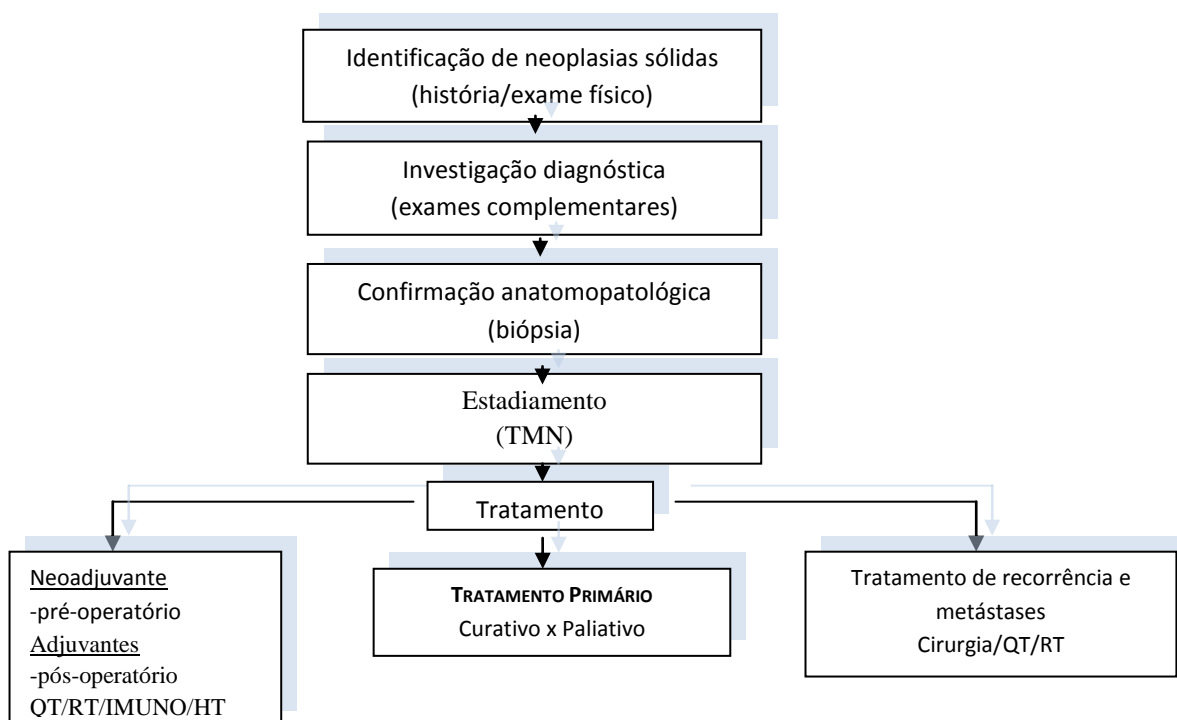 Identificação de neoplasias sólidas
(história/exame físico)
Investigação diagnóstica
(exames complementares)
Confirmação anatomopatológica
(biópsia)
Estadiamento
(TMN)
Tratamento
Neoadjuvante
-pré-operatório
Adjuvantes
-pós-operatório
QT/RT/IMUNO/HT
TRATAMENTO PRIMÁRIO
Curativo x Paliativo
Tratamento de recorrência e
metástases
Cirurgia/QT/RT